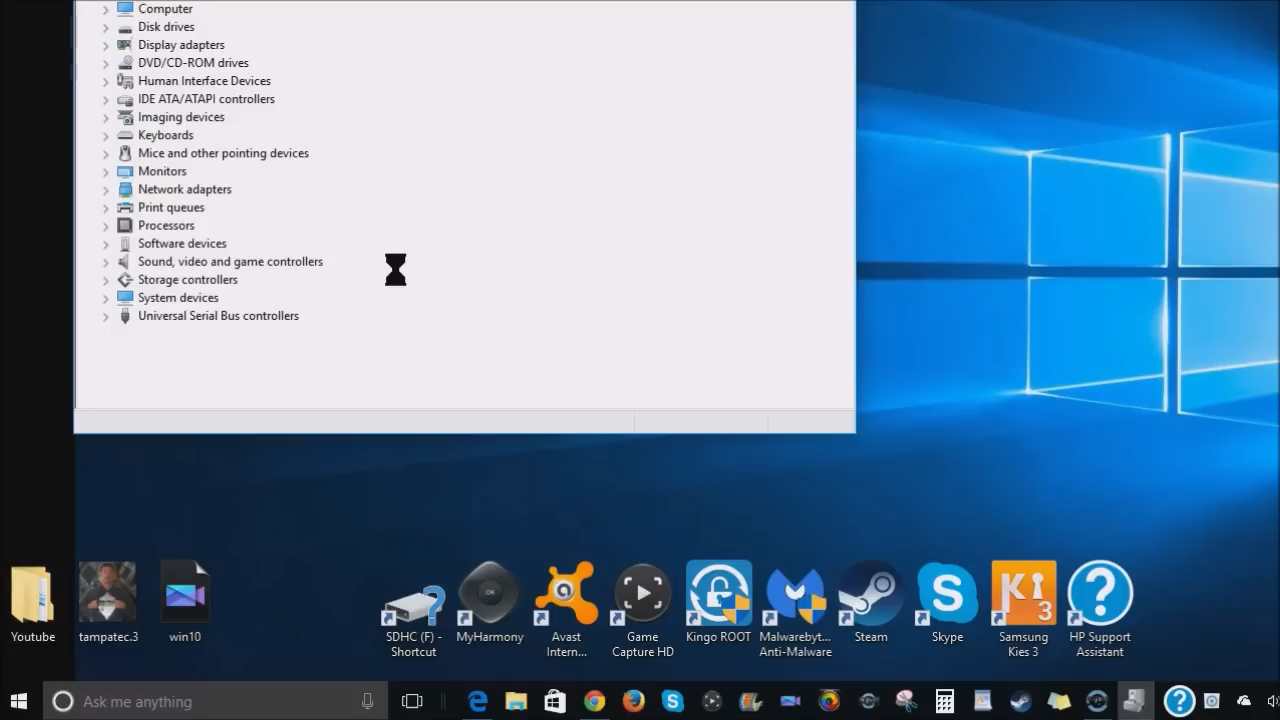 Computer
Disk drives
Display adapters
DVD/CD-ROM drives
Human Interface Devices
IDE ATA/ATAPI controllers
Imaging devices
Keyboards
Mice and other pointing devices
Monitors
Network adapters
Print queues
Processors
Software devices
Sound, video and game controllers
Storage controllers
System devices
Universal Serial Bus controllers
Youtube
tampatec.3
win10
SDHC (F) -
Shortcut
OK
MyHarmony
Avast
Intern...
Game
Capture HD
Kingo ROOT
Malwarebyt...
Anti-Malware
Steam
Skype
Ki 3
Samsung
Kies 3
HP Support
Assistant
Ask me anything